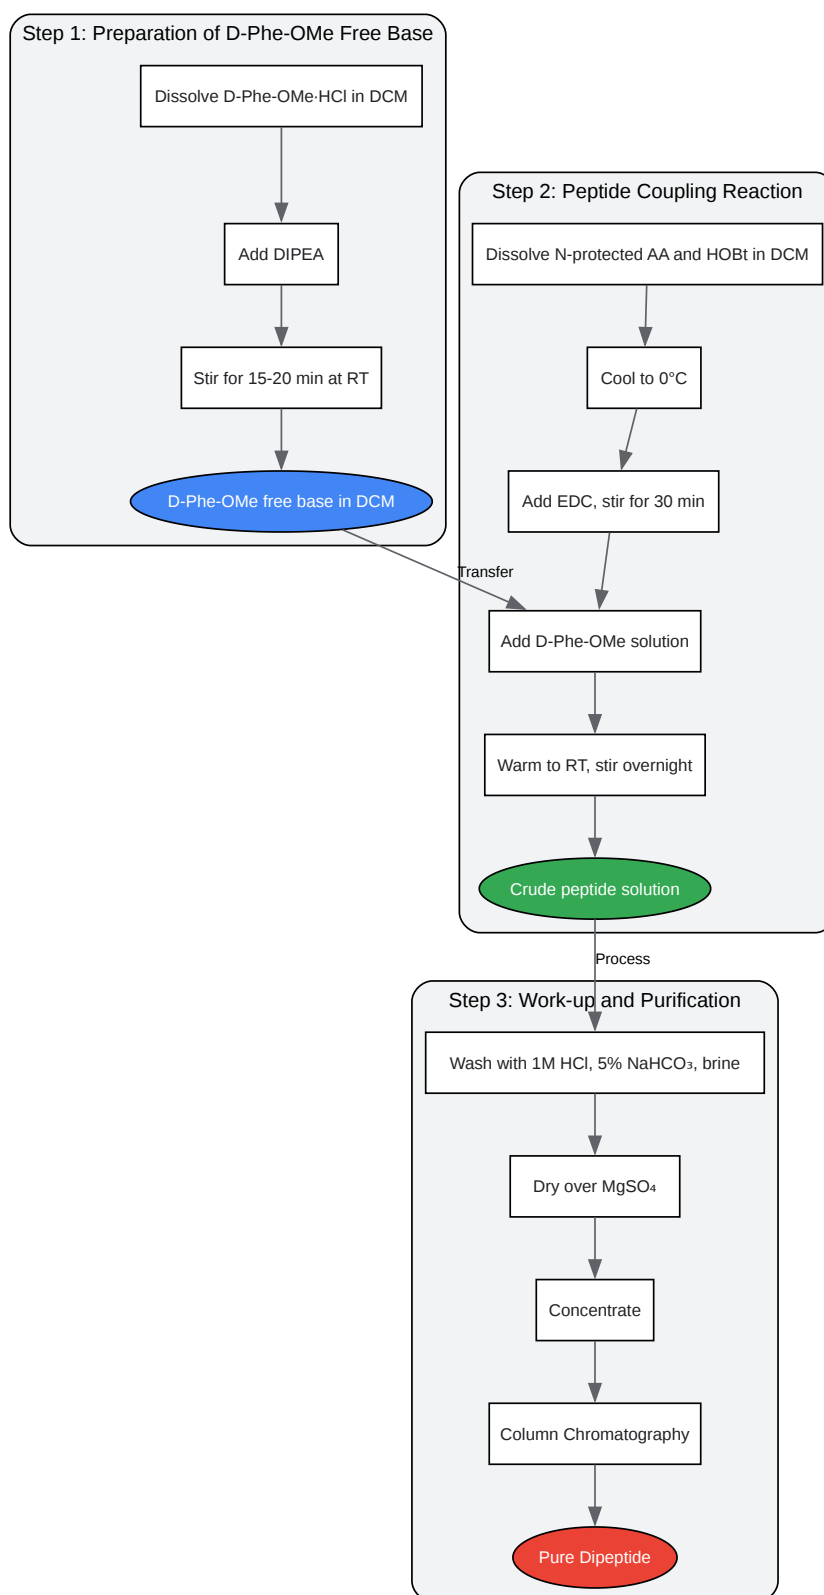 Step 1: Preparation of D-Phe-OMe Free Base
Dissolve D-Phe-OMe·HCl in DCM
Add DIPEA
Stir for 15-20 min at RT
D-Phe-OMe free base in DCM
Transfer
Step 2: Peptide Coupling Reaction
Dissolve N-protected AA and HOBt in DCM
Cool to 0°C
Add EDC, stir for 30 min
Add D-Phe-OMe solution
Warm to RT, stir overnight
Crude peptide solution
Process
Step 3: Work-up and Purification
Wash with 1M HCl, 5% NaHCO₃, brine
Dry over MgSO₄
Concentrate
Column Chromatography
Pure Dipeptide